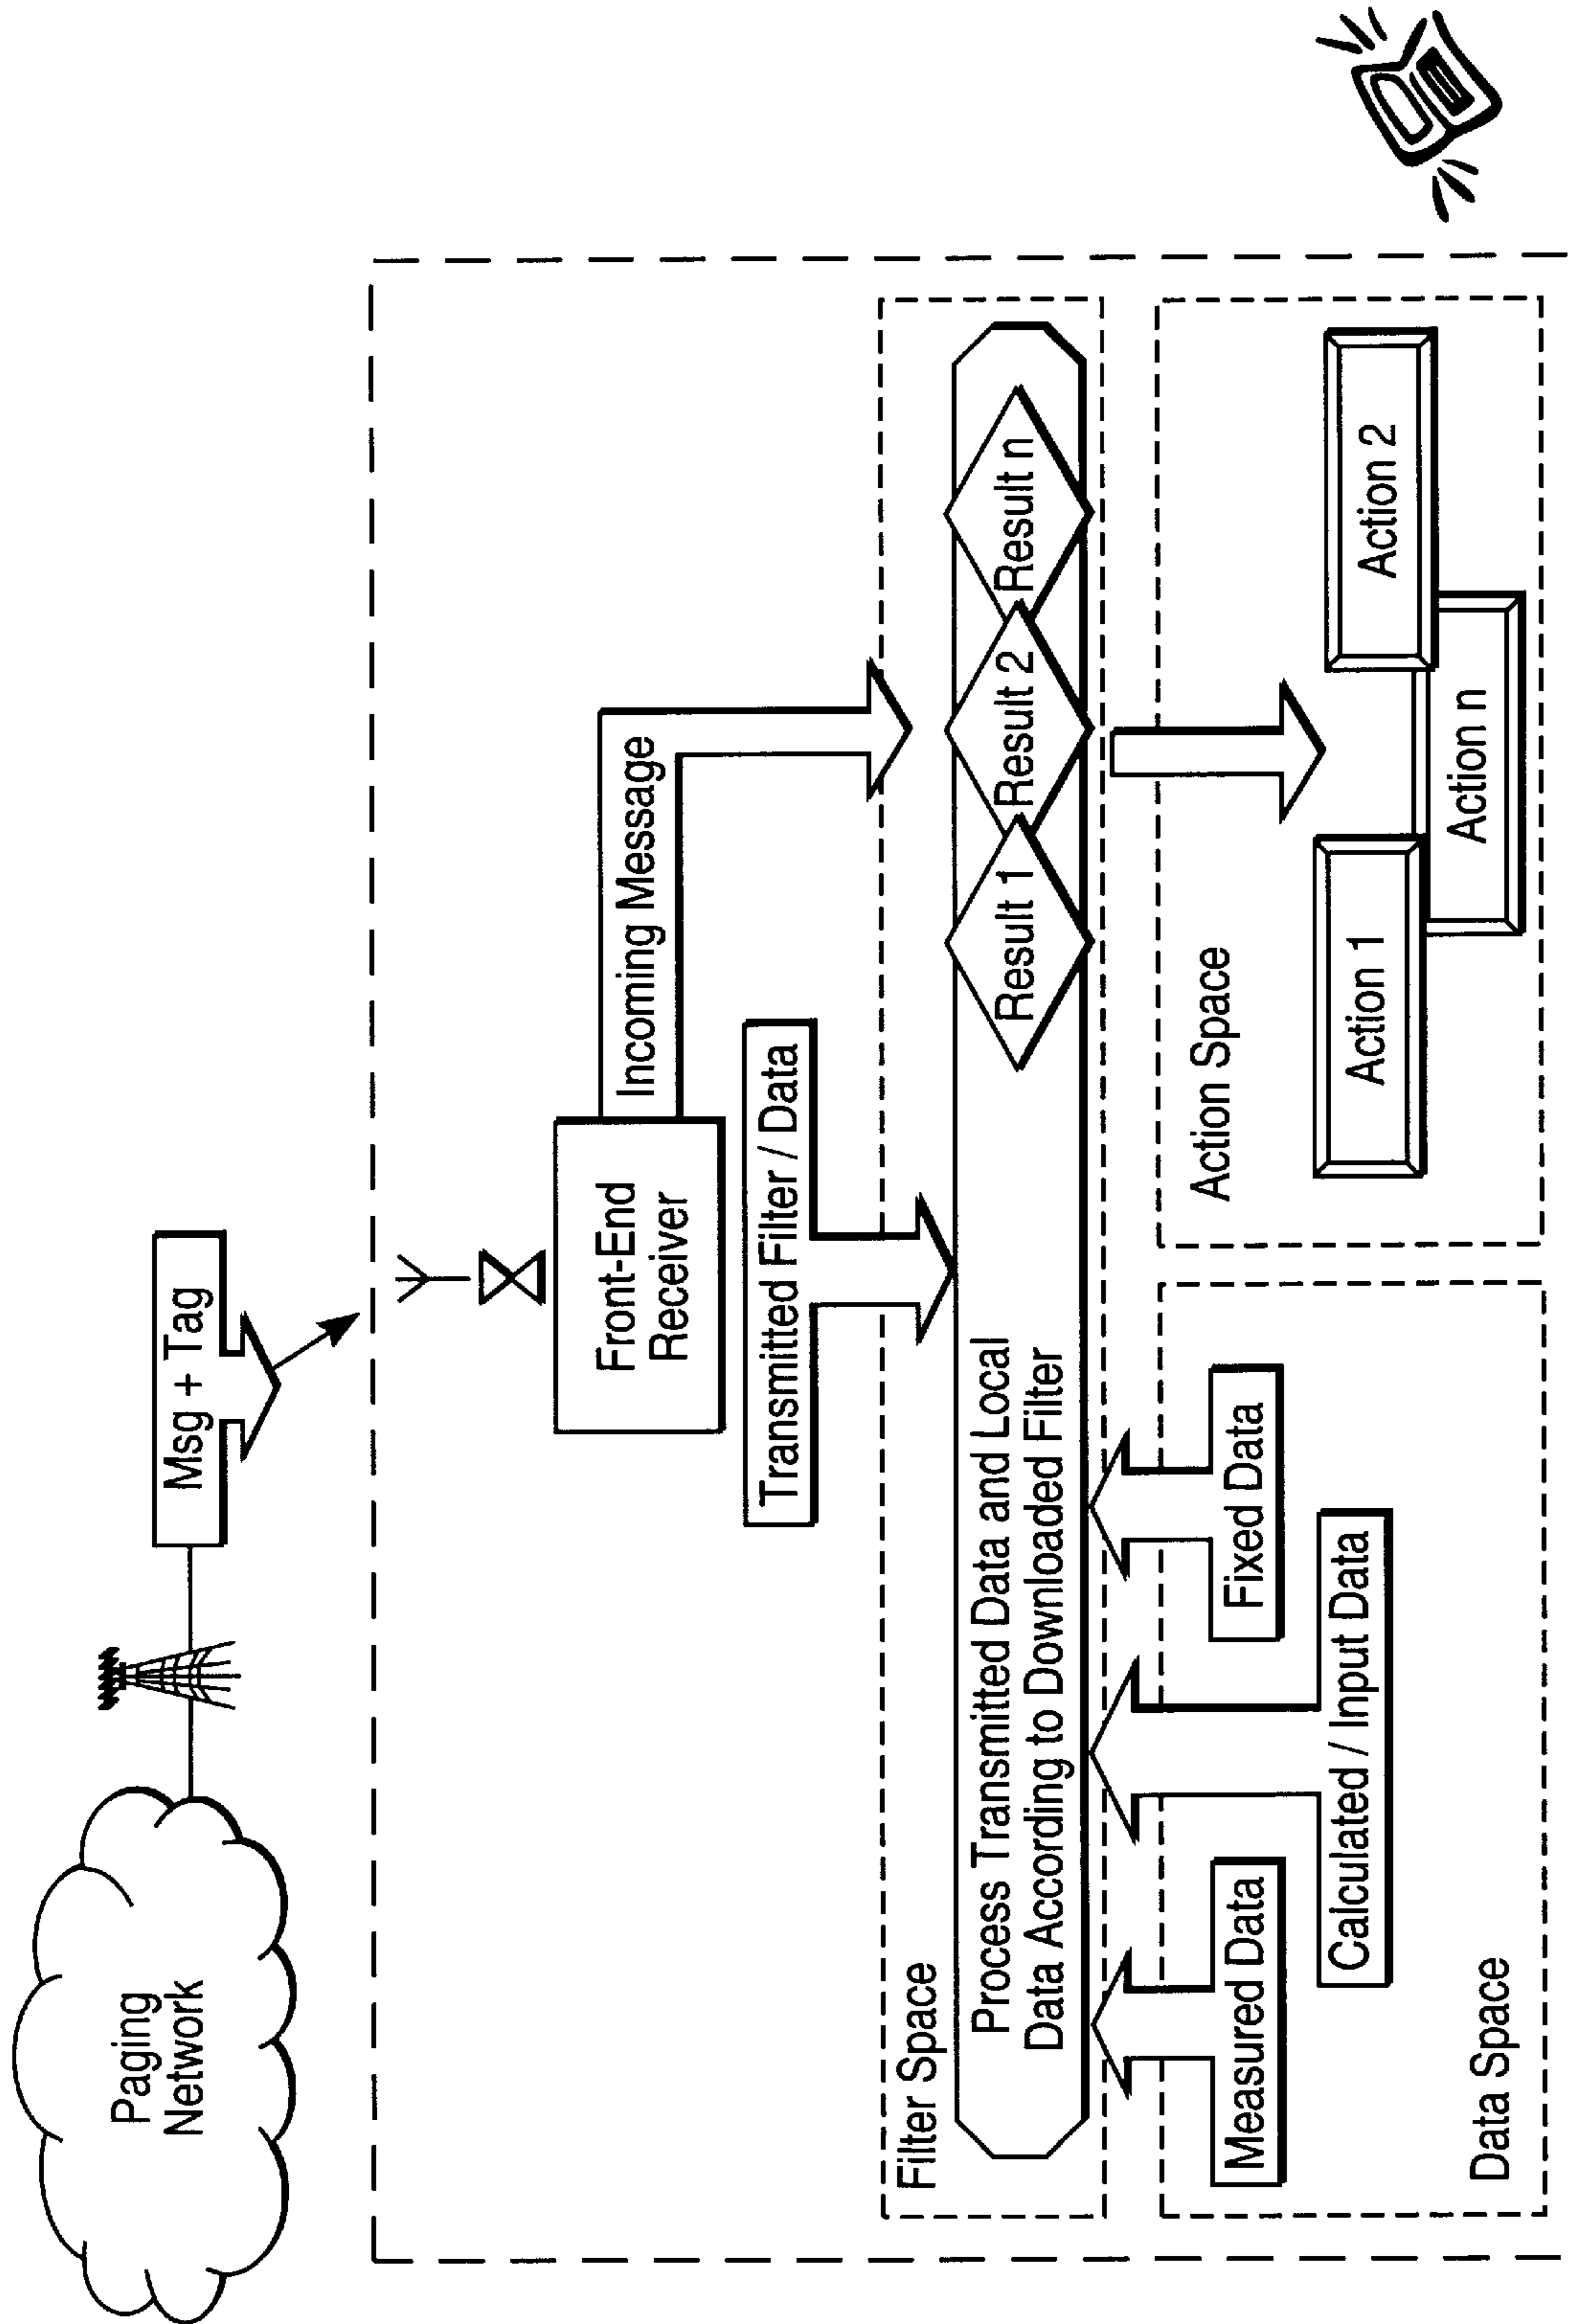 Paging
Network
Msg + Tag
Front-End
Receiver
Incoming Message
Transmitted Filter / Data
Filter Space
Process Transmitted Data and Local
Data According to Downloaded Filter
Result 1
Result 2
Result n
Measured Data
Calculated / Input Data
Fixed Data
Data Space
Action Space
Action 1
Action n
Action 2